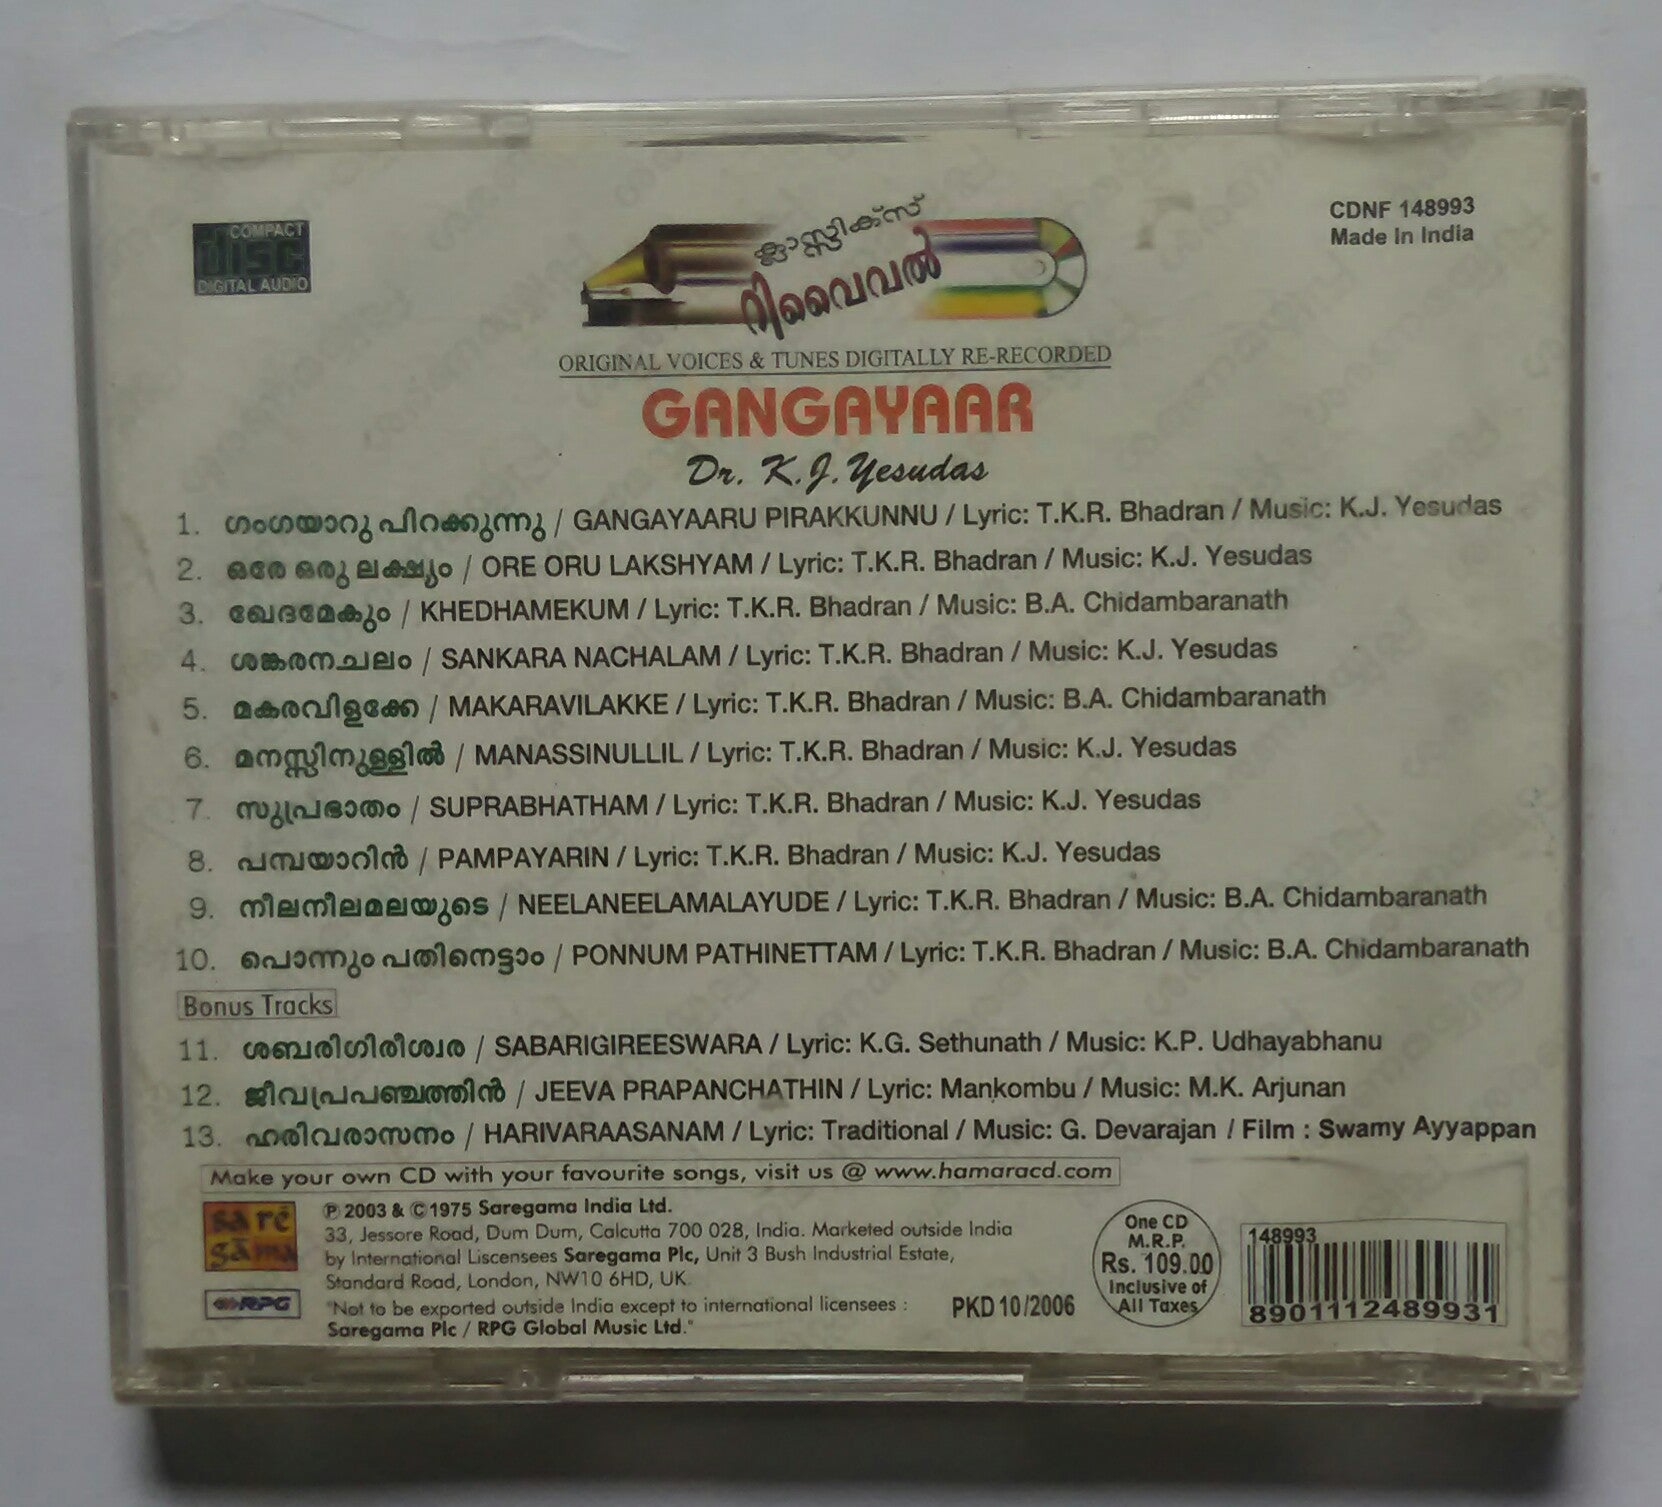 COMPACT
disc
DIGITAL AUDIO
ക്ലാസ്സിക്സ്
റിവൈവൽ
CDNF 148993
Made In India
ORIGINAL VOICES & TUNES DIGITALLY RE-RECORDED
GANGAYAAR
Dr. K.J. Yesudas
1. ഗംഗയാറു പിറക്കുന്നു / GANGAYAARU PIRAKKUNNU / Lyric: T.K.R. Bhadran / Music: K.J. Yesudas
2. ഒരേ ഒരു ലക്ഷ്യം / ORE ORU LAKSHYAM / Lyric: T.K.R. Bhadran / Music: K.J. Yesudas
3. ഖേദമേകും / KHEDHAMEKUM / Lyric: T.K.R. Bhadran / Music: B.A. Chidambaranath
4. ശങ്കരനചലം / SANKARA NACHALAM / Lyric: T.K.R. Bhadran / Music: K.J. Yesudas
5. മകരവിളക്കേ / MAKARAVILAKKE / Lyric: T.K.R. Bhadran / Music: B.A. Chidambaranath
6. മനസ്സിനുള്ളിൽ / MANASSINULLIL / Lyric: T.K.R. Bhadran / Music: K.J. Yesudas
7. സുപ്രഭാതം / SUPRABHATHAM / Lyric: T.K.R. Bhadran / Music: K.J. Yesudas
8. പമ്പയാറിൻ / PAMPAYARIN / Lyric: T.K.R. Bhadran / Music: K.J. Yesudas
9. നീലനീലമലയുടെ / NEELANEELAMALAYUDE / Lyric: T.K.R. Bhadran / Music: B.A. Chidambaranath
10. പൊന്നും പതിനെട്ടാം / PONNUM PATHINETTAM / Lyric: T.K.R. Bhadran / Music: B.A. Chidambaranath
Bonus Tracks
11. ശബരിഗിരീശ്വര / SABARIGIREESWARA / Lyric: K.G. Sethunath / Music: K.P. Udhayabhanu
12. ജീവപ്രപഞ്ചത്തിൻ / JEEVA PRAPANCHATHIN / Lyric: Mankombu / Music: M.K. Arjunan
13. ഹരിവരാസനം / HARIVARAASANAM / Lyric: Traditional / Music: G. Devarajan / Film : Swamy Ayyappan
Make your own CD with your favourite songs, visit us @ www.hamaracd.com
sa rē
gā ma
RPG
℗ 2003 & © 1975 Saregama India Ltd.
33, Jessore Road, Dum Dum, Calcutta 700 028, India. Marketed outside India
by International Liscensees Saregama Plc, Unit 3 Bush Industrial Estate,
Standard Road, London, NW10 6HD, UK.
"Not to be exported outside India except to international licensees :
Saregama Plc / RPG Global Music Ltd."
PKD 10/2006
One CD
M.R.P.
Rs. 109.00
Inclusive of
All Taxes
148993
8901112489931